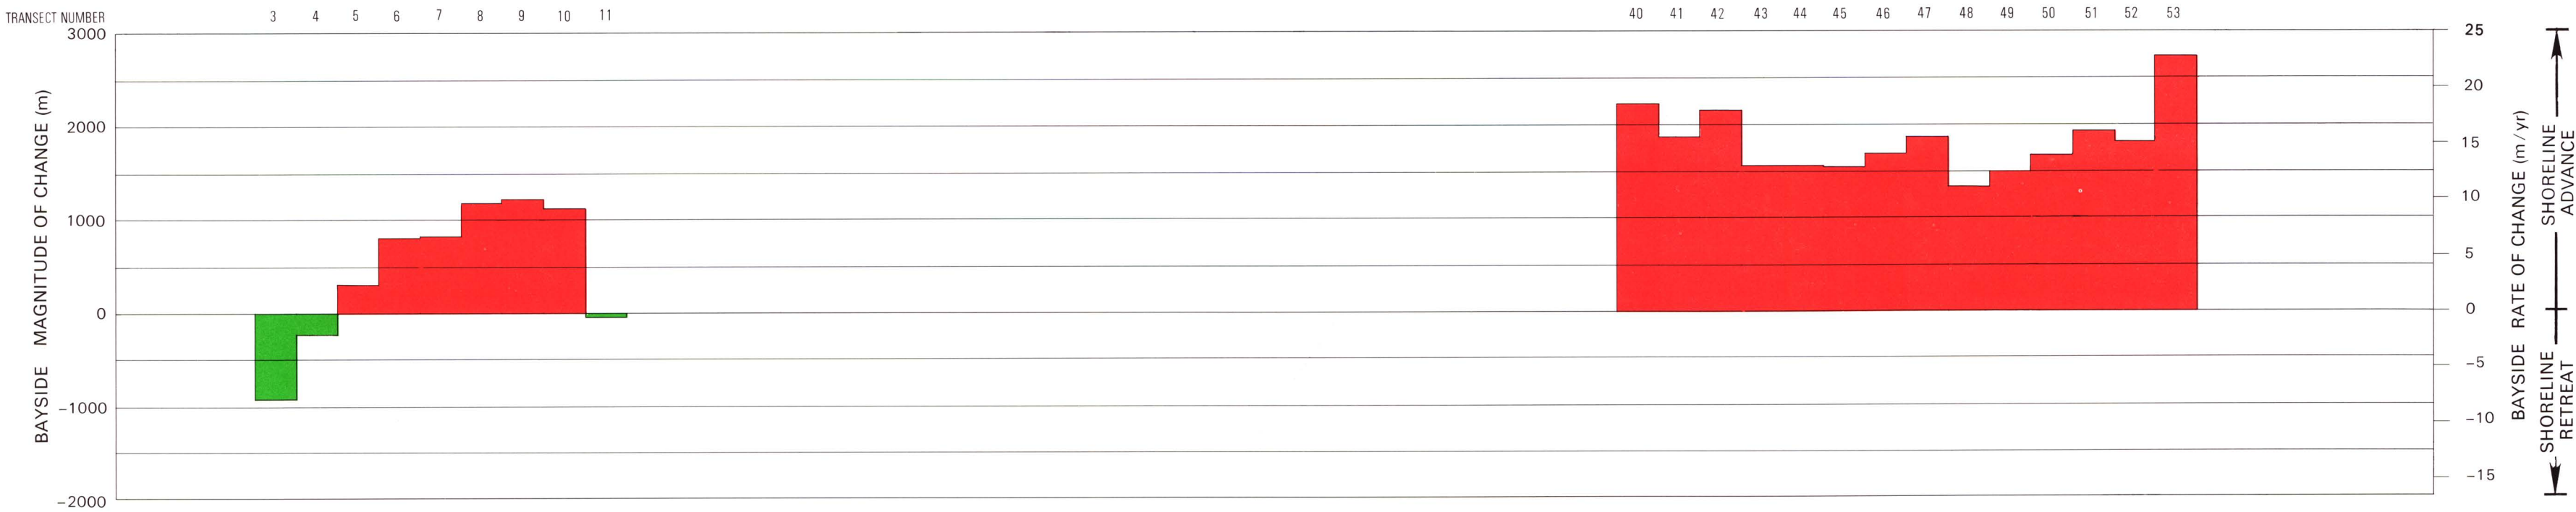 TRANSECT NUMBER 3 4 5 6 7 8 9 10 11 40 41 42 43 44 45 46 47 48 49 50 51 52 53
BAYSIDE MAGNITUDE OF CHANGE (m)
3000
2000
1000
0
-1000
-2000
25
20
15
10
5
0
-5
-10
-15
BAYSIDE RATE OF CHANGE (m/yr)
SHORELINE
ADVANCE
SHORELINE
RETREAT